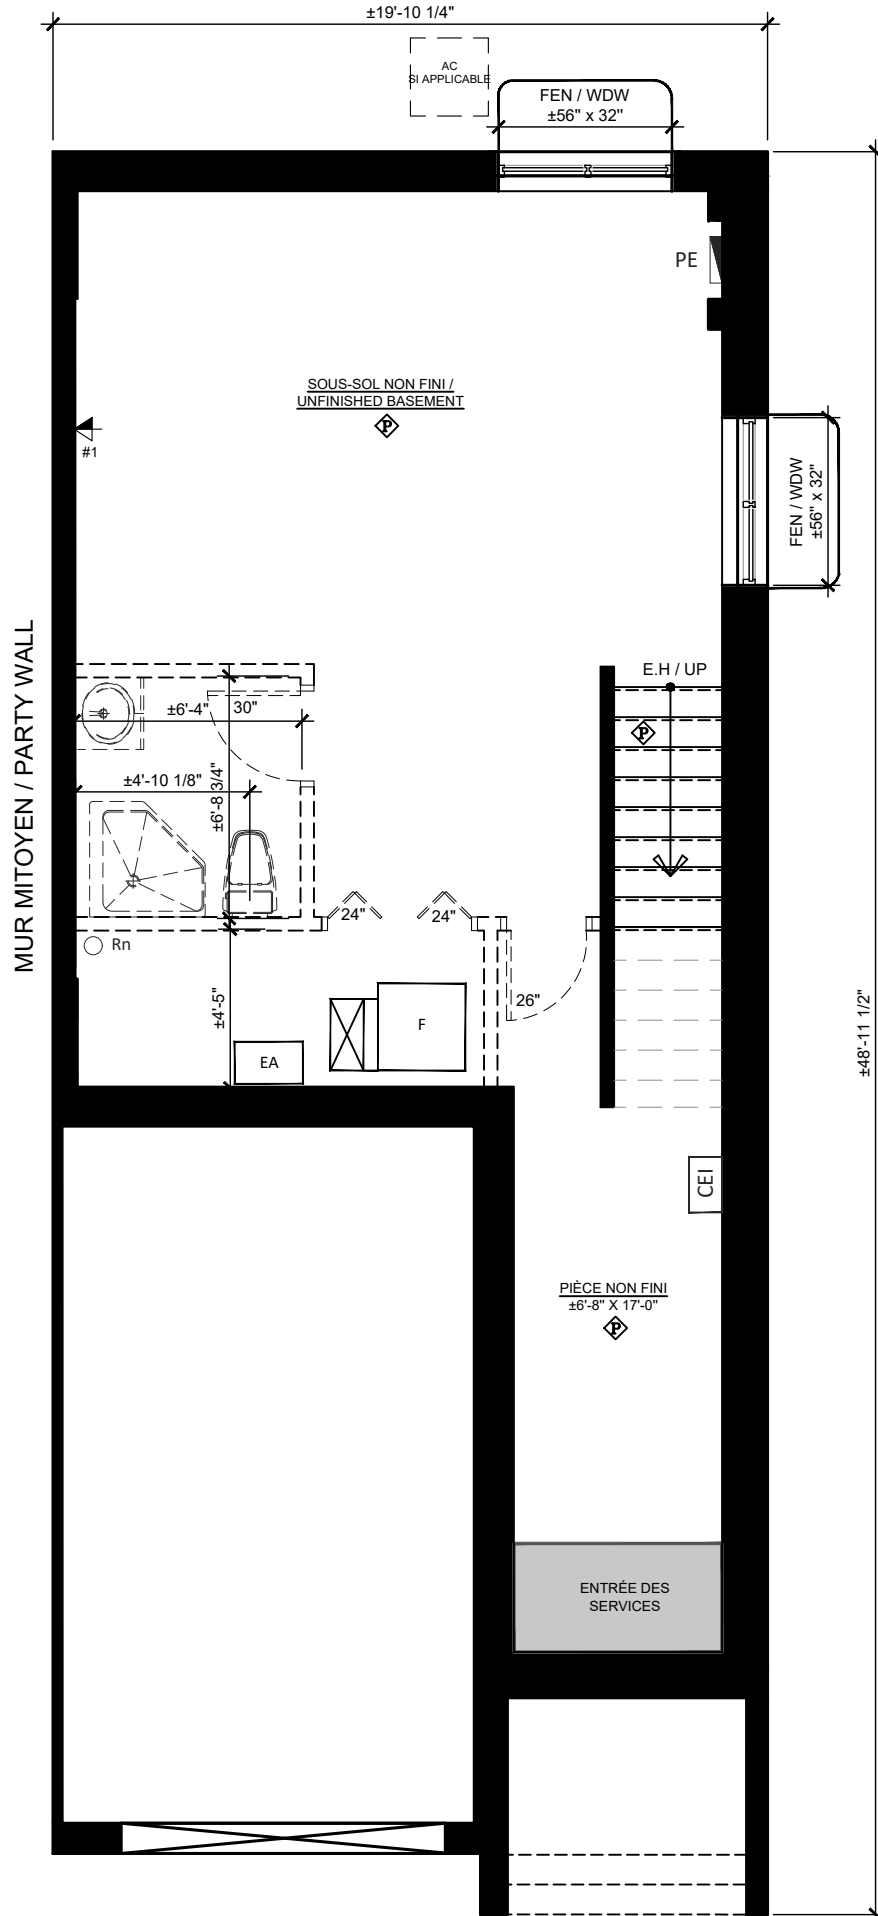 ±19'-10 1/4"
AC
SI APPLICABLE
FEN / WDW
±56" x 32"
PE
SOUS-SOL NON FINI /
UNFINISHED BASEMENT
P
#1
FEN / WDW
±56" x 32"
MUR MITOYEN / PARTY WALL
E.H / UP
P
±6'-4"
30"
±4'-10 1/8"
±6'-8 3/4"
24"
24"
Rn
26"
±4'-5"
F
EA
±48'-11 1/2"
CEI
PIÈCE NON FINI
±6'-8" X 17'-0"
P
ENTRÉE DES
SERVICES